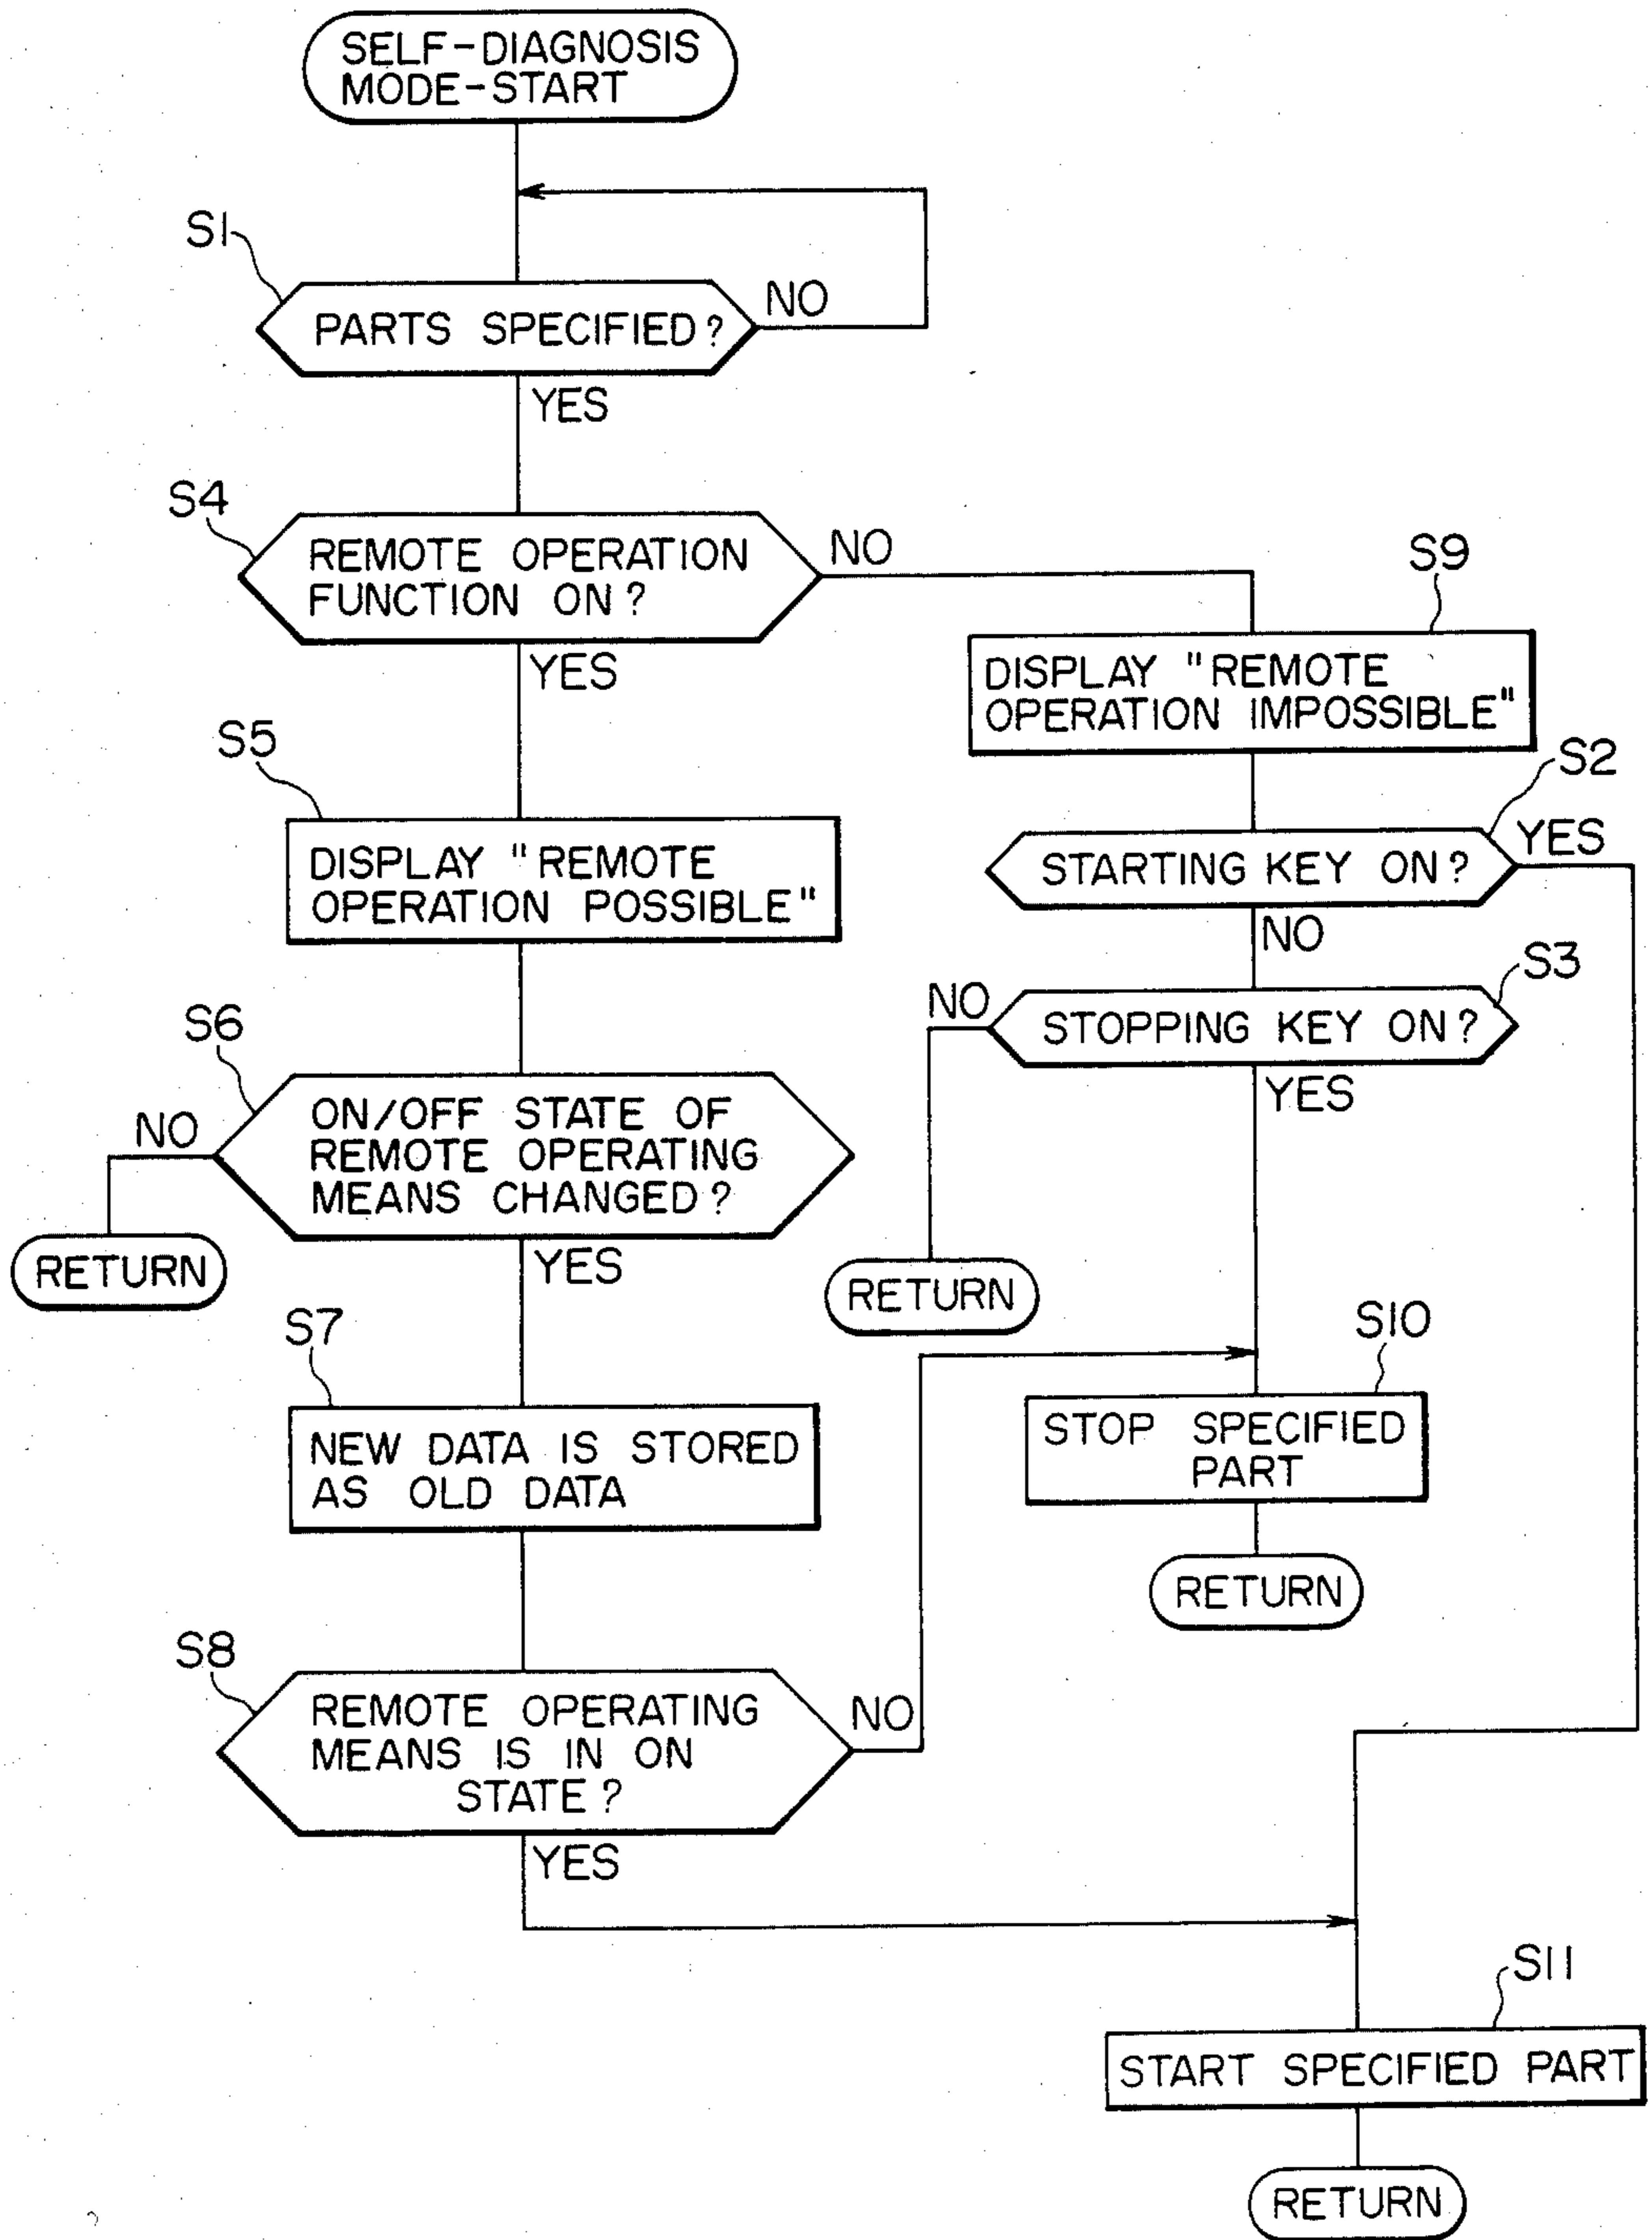 SELF-DIAGNOSIS
MODE-START
S1
PARTS SPECIFIED?
NO
YES
S4
REMOTE OPERATION
FUNCTION ON?
NO
YES
S9
DISPLAY "REMOTE
OPERATION IMPOSSIBLE"
S5
DISPLAY "REMOTE
OPERATION POSSIBLE"
S2
STARTING KEY ON?
YES
NO
S3
STOPPING KEY ON?
NO
YES
RETURN
S6
ON/OFF STATE OF
REMOTE OPERATING
MEANS CHANGED?
NO
RETURN
YES
S7
NEW DATA IS STORED
AS OLD DATA
S10
STOP SPECIFIED
PART
RETURN
S8
REMOTE OPERATING
MEANS IS IN ON
STATE?
NO
YES
S11
START SPECIFIED PART
RETURN